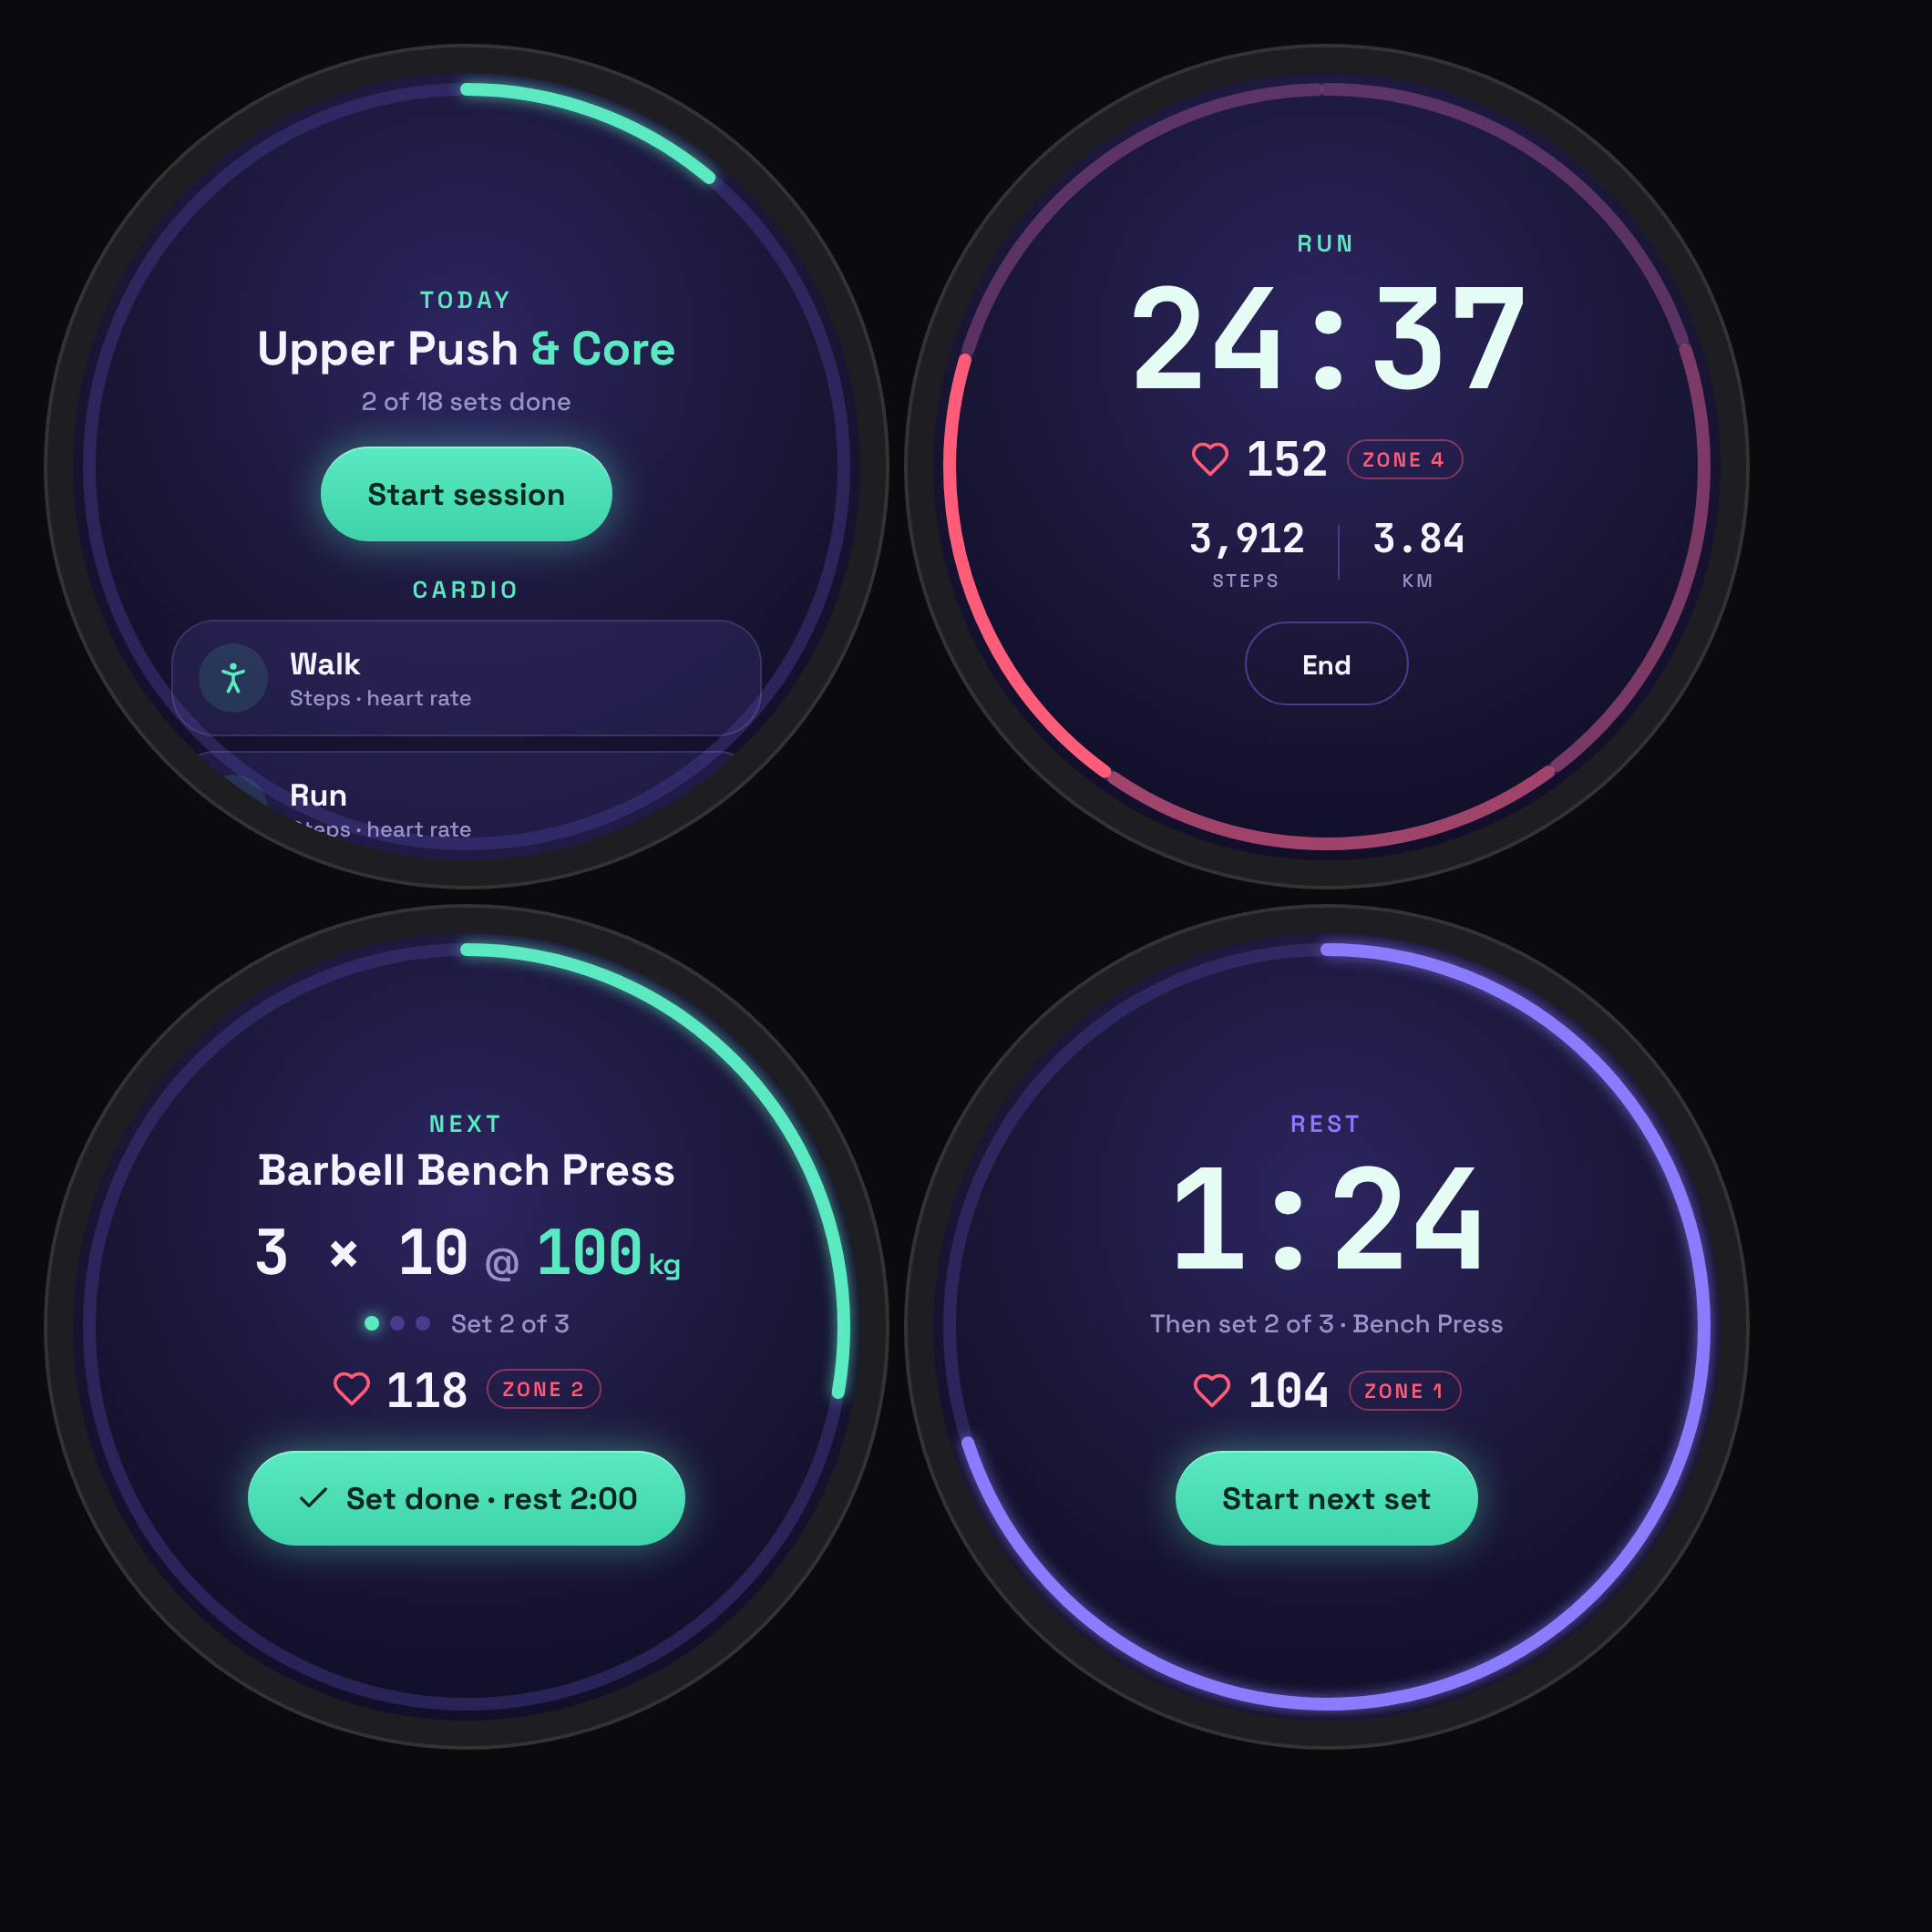 TODAY
Upper Push & Core
2 of 18 sets done
Start session
CARDIO
Walk
Steps · heart rate
Run
Steps · heart rate
RUN
24:37
152 ZONE 4
3,912 3.84
STEPS KM
End
NEXT
Barbell Bench Press
3 × 10 @ 100 kg
Set 2 of 3
118 ZONE 2
Set done · rest 2:00
REST
1:24
Then set 2 of 3 · Bench Press
104 ZONE 1
Start next set